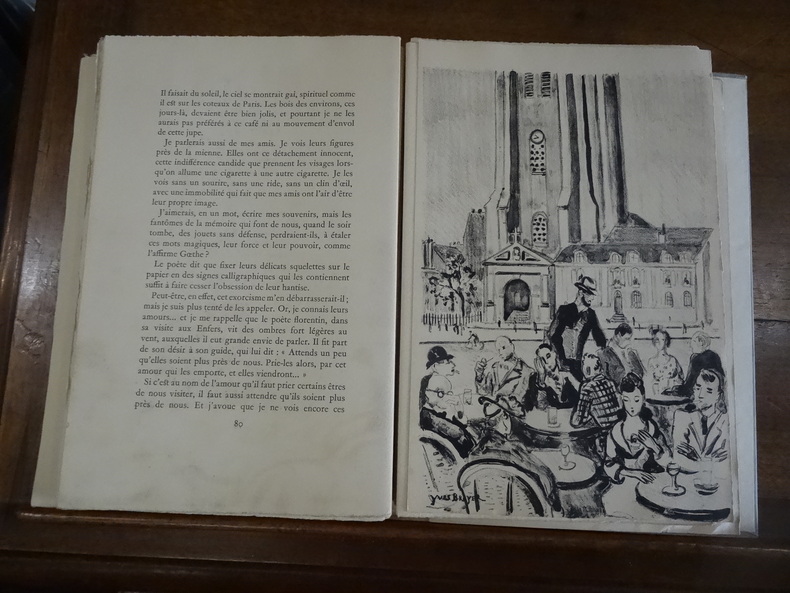 Il faisait du soleil, le ciel se montrait gai, spirituel comme
il est sur les coteaux de Paris. Les bois des environs, ces
jours-là, devaient être bien jolis, et pourtant je ne les
aurais pas préférés à ce café ni au mouvement d'envol
de cette jupe.
Je parlerais aussi de mes amis. Je vois leurs figures
près de la mienne. Elles ont ce détachement innocent,
cette indifférence candide que prennent les visages lors-
qu'on allume une cigarette à une autre cigarette. Je les
vois sans un sourire, sans une ride, sans un clin d'œil,
avec une immobilité qui fait que mes amis ont l'air d'être
leur propre image.
J'aimerais, en un mot, écrire mes souvenirs, mais les
fantômes de la mémoire qui font de nous, quand le soir
tombe, des jouets sans défense, perdraient-ils, à étaler
ces mots magiques, leur force et leur pouvoir, comme
l'affirme Gœthe ?
Le poète dit que fixer leurs délicats squelettes sur le
papier en des signes calligraphiques qui les contiennent
suffit à faire cesser l'obsession de leur hantise.
Peut-être, en effet, cet exorcisme m'en débarrasserait-il ;
mais je suis plus tenté de les appeler. Or, je connais leurs
amours... et je me rappelle que le poète florentin, dans
sa visite aux Enfers, vit des ombres fort légères au
vent, auxquelles il eut grande envie de parler. Il fit part
de son désir à son guide, qui lui dit : « Attends un peu
qu'elles soient plus près de nous. Prie-les alors, par cet
amour qui les emporte, et elles viendront... »
Si c'est au nom de l'amour qu'il faut prier certains êtres
de nous visiter, il faut aussi attendre qu'ils soient plus
près de nous. Et j'avoue que je ne vois encore ces
80
YVES BRAYER